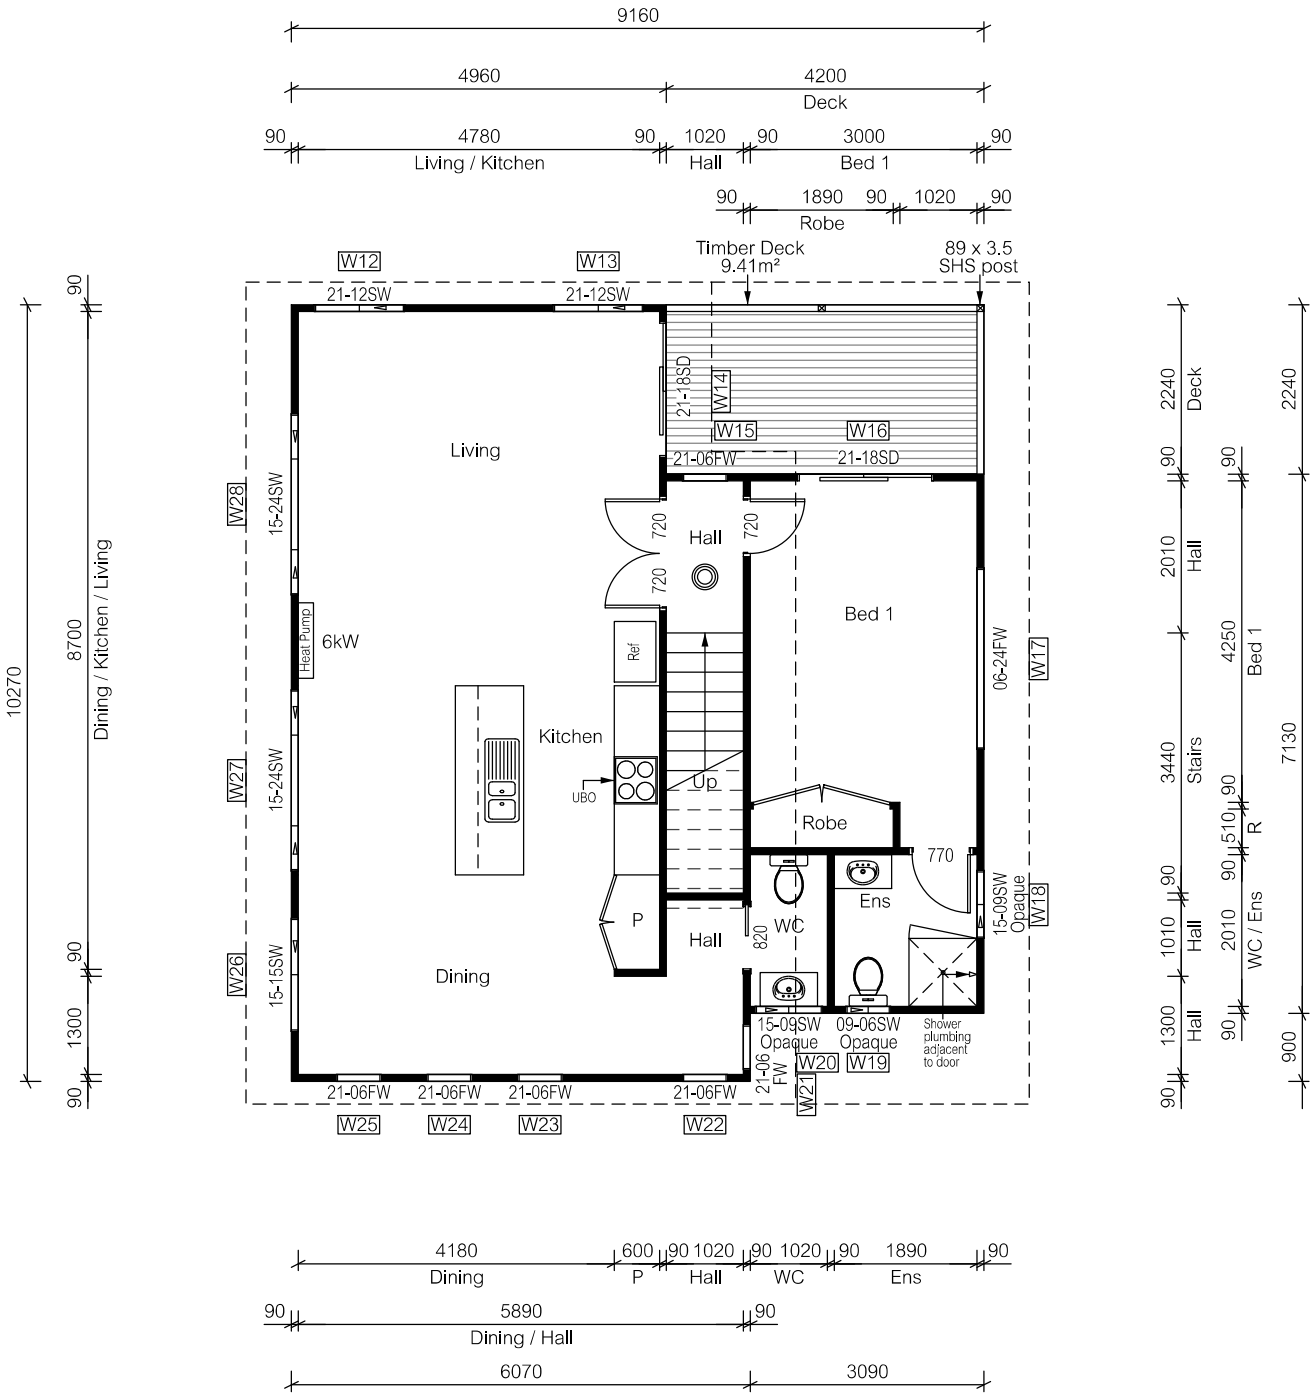 9160
4960
4200
Deck
90
4780
90
1020
90
3000
90
Living / Kitchen
Hall
Bed 1
90
1890
90
1020
90
Robe
Timber Deck
9.41m²
89 x 3.5
SHS post
W12
W13
21-12SW
21-12SW
90
10270
8700
Dining / Kitchen / Living
90
1300
90
W28
15-24SW
W27
15-24SW
W26
15-15SW
Living
21-18SD
W14
W15
W16
21-06FW
21-18SD
720
720
720
Hall
Bed 1
Heat Pump
6kW
Ref
Kitchen
UBO
Up
Robe
770
06-24FW
W17
15-09SW
Opaque
W18
P
Hall
820
WC
Ens
Dining
15-09SW
Opaque
W20
09-06SW
Opaque
W19
Shower
plumbing
adjacent
to door
21-06
FW
W21
21-06FW
21-06FW
21-06FW
21-06FW
W25
W24
W23
W22
2240
Deck
90
2010
Hall
3440
Stairs
90
1010
Hall
1300
Hall
90
90
4250
Bed 1
90
510
R
90
2010
WC / Ens
90
2240
7130
900
4180
600
90
1020
90
1020
90
1890
90
Dining
P
Hall
WC
Ens
90
5890
90
Dining / Hall
6070
3090